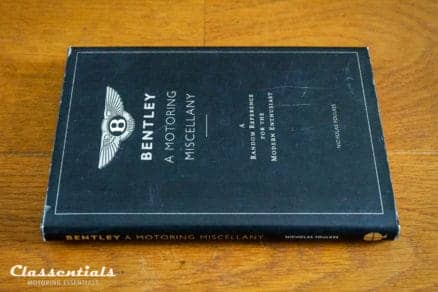 B
BENTLEY
A MOTORING
MISCELLANY
A
RANDOM REFERENCE
FOR THE
MODERN ENTHUSIAST
NICHOLAS FOULKES
BENTLEY A MOTORING MISCELLANY NICHOLAS FOULKES
Classentials
MOTORING ESSENTIALS